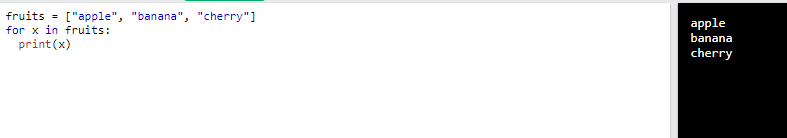 fruits = ["apple", "banana", "cherry"]
for x in fruits:
  print(x)
apple
banana
cherry